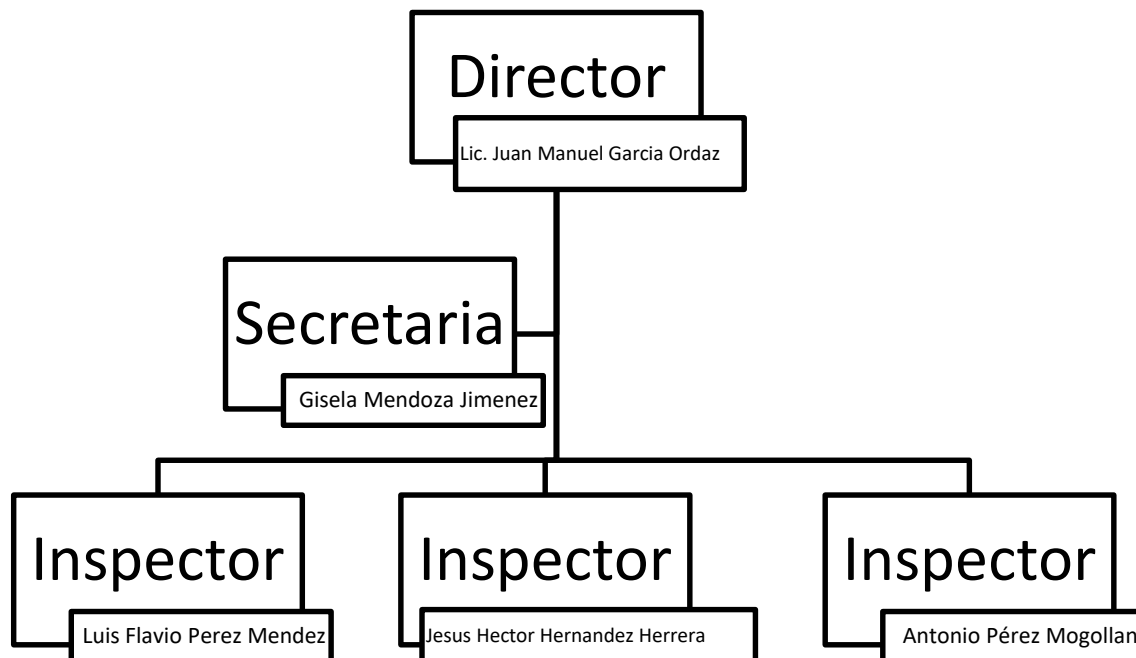 Director
Lic. Juan Manuel Garcia Ordaz
Secretaria
Gisela Mendoza Jimenez
Inspector
Luis Flavio Perez Mendez
Inspector
Jesus Hector Hernandez Herrera
Inspector
Antonio Pérez Mogollan